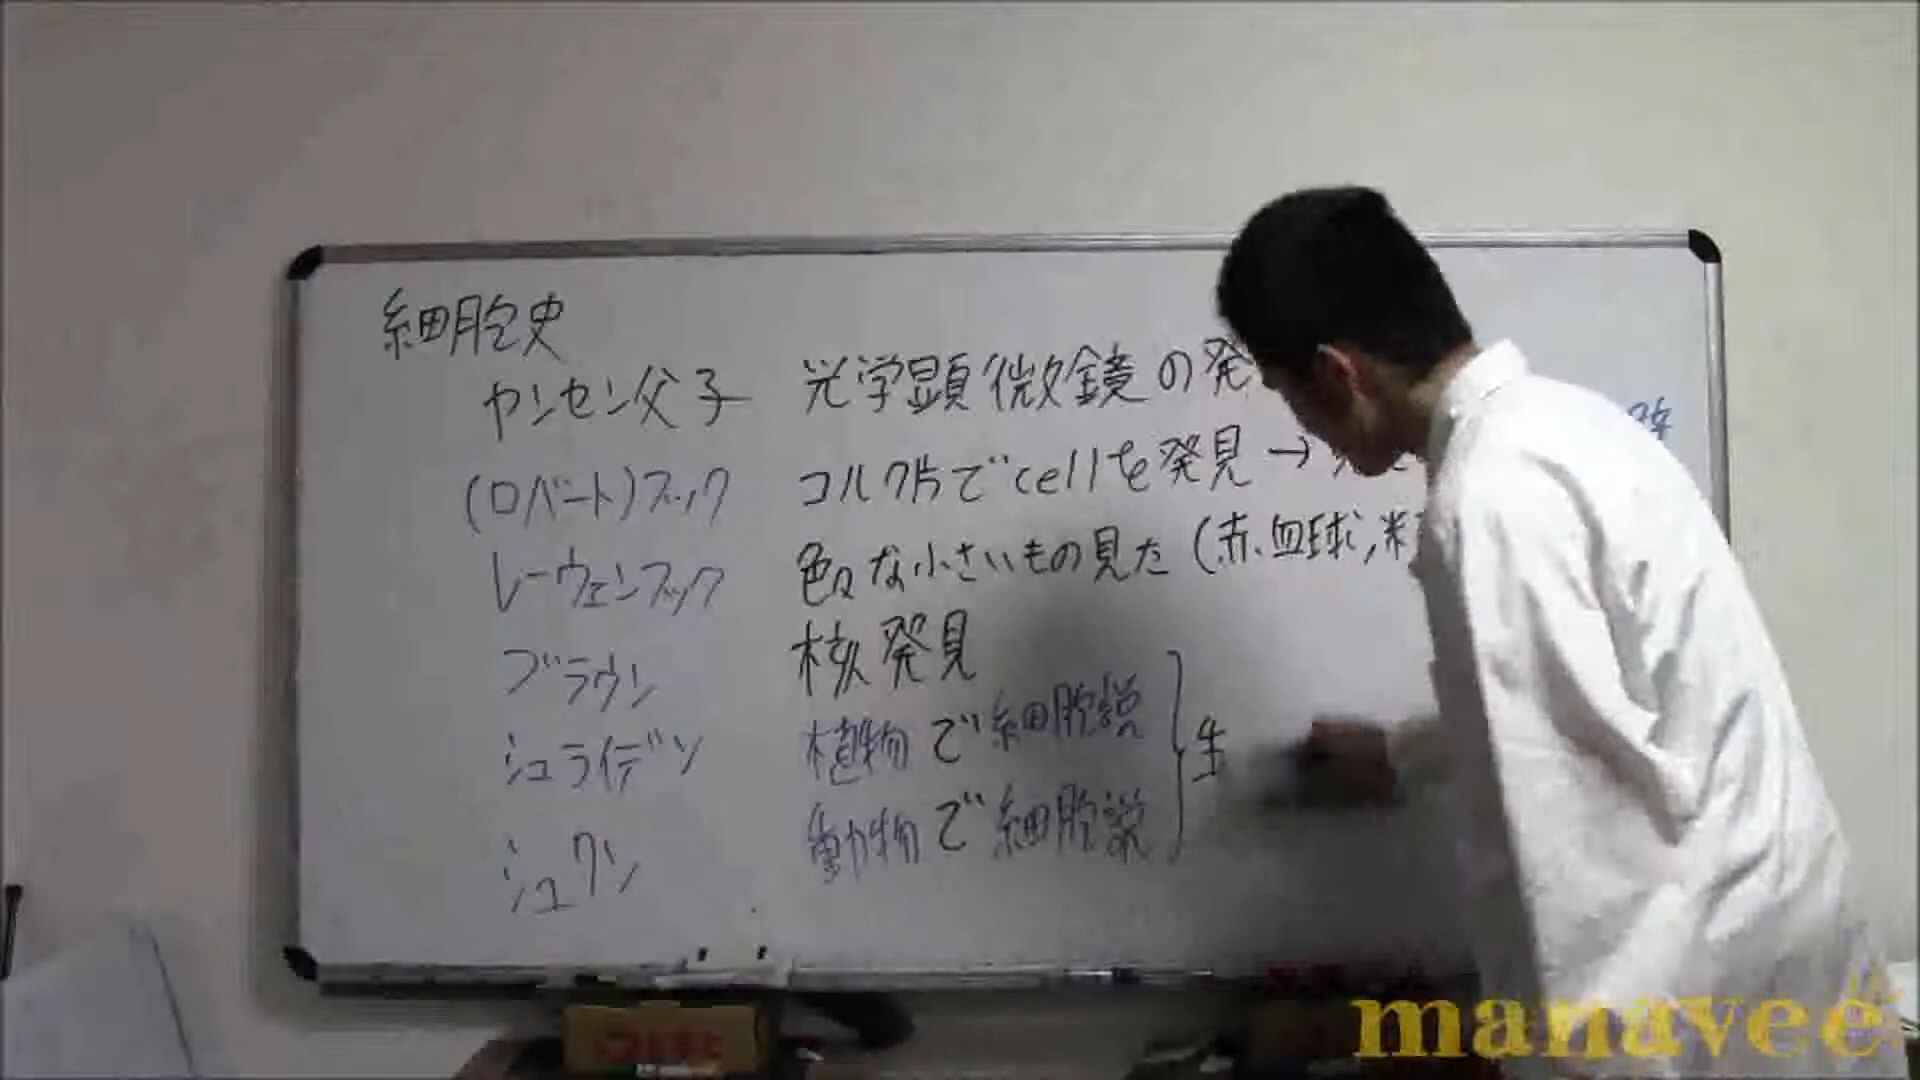 細胞史
ヤンセン父子 光学顕微鏡の発
(ロバート)フック コルク片でcellを発見→
レーウェンフック 色々な小さいもの見た(赤血球,精
ブラウン 核発見
シュライデン 植物で細胞説
シュワン 動物で細胞説
生
manavee